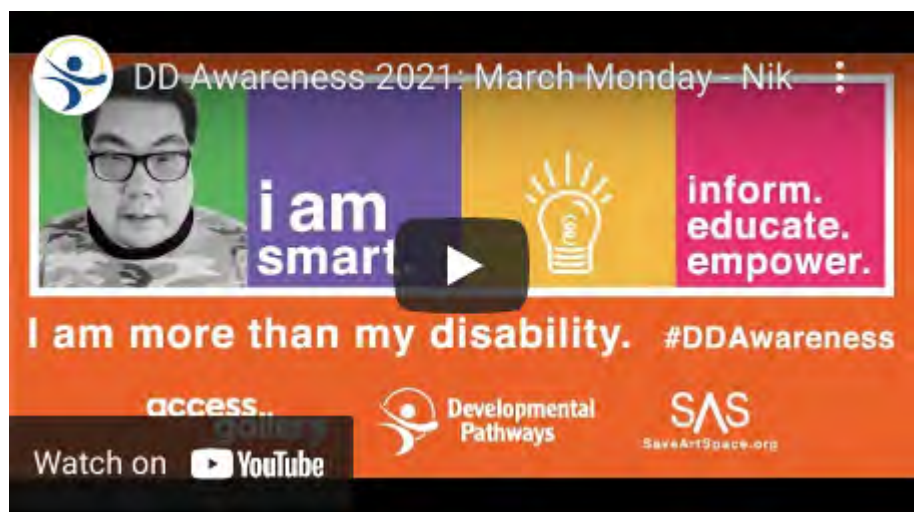 DD Awareness 2021: March Monday - Nik
i am
smart.
inform.
educate.
empower.
I am more than my disability. #DDAwareness
access..
gallery
Developmental
Pathways
SAS
SaveArtSpace.org
Watch on YouTube